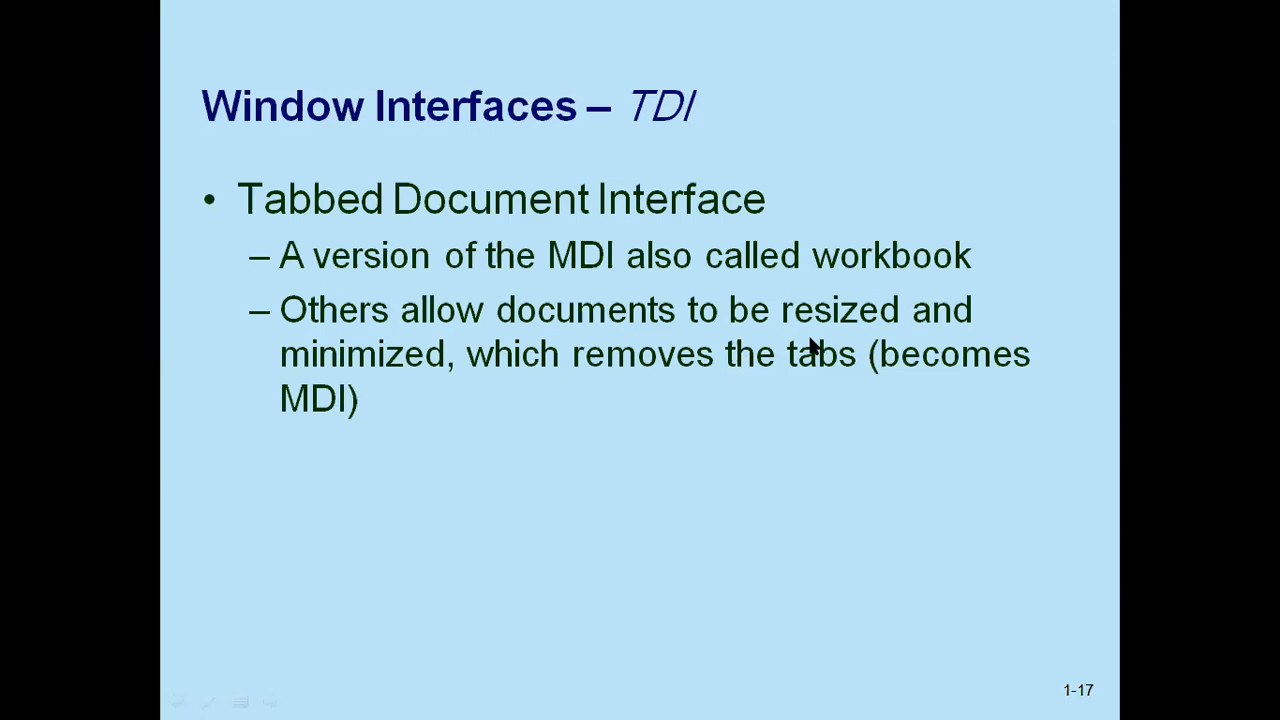 Window Interfaces – TDI
• Tabbed Document Interface
– A version of the MDI also called workbook
– Others allow documents to be resized and
minimized, which removes the tabs (becomes
MDI)
1-17